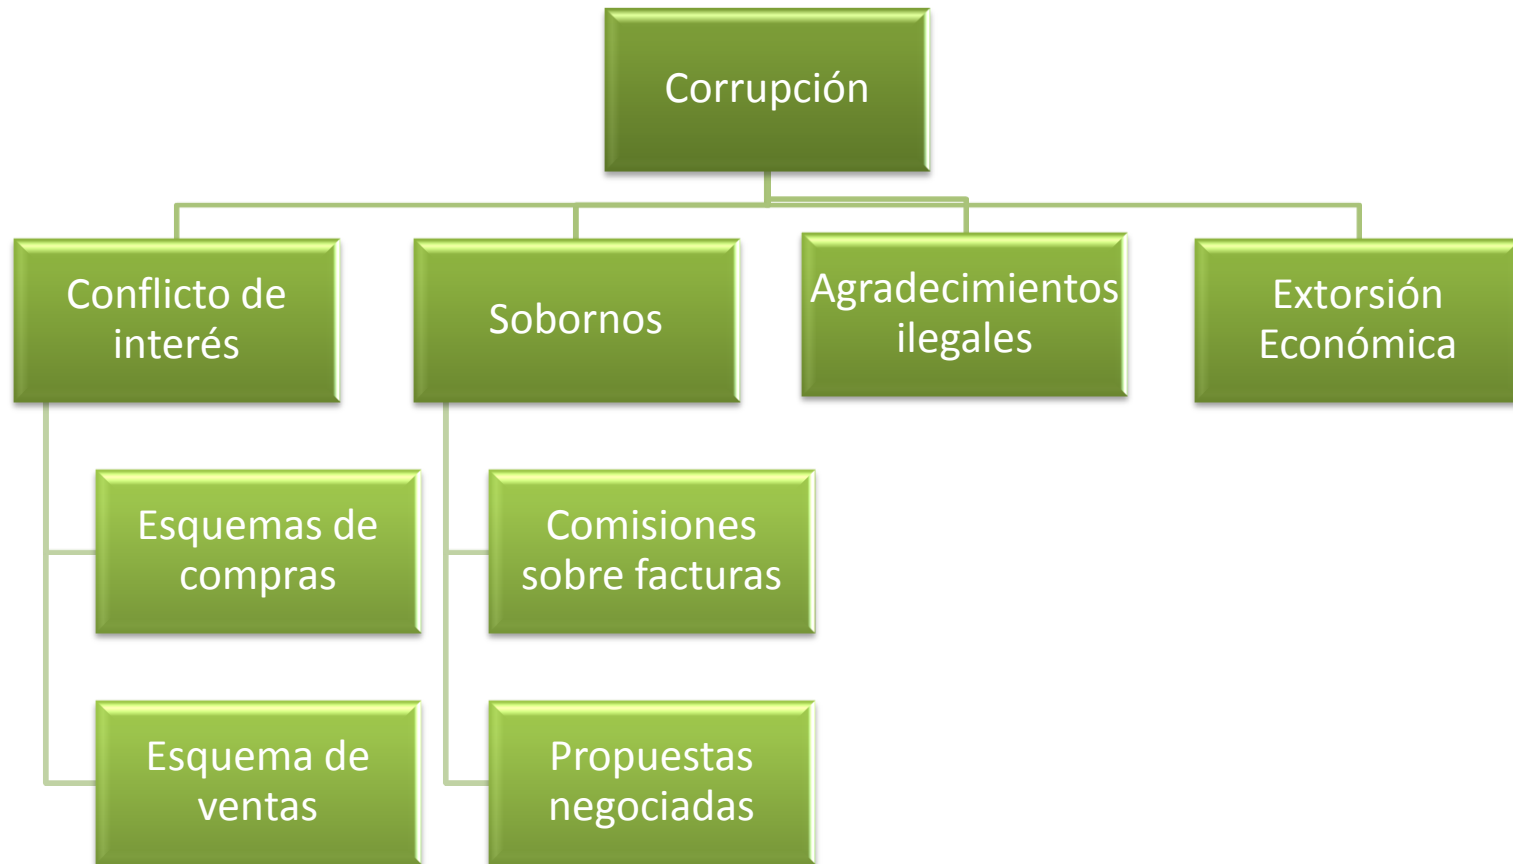 Corrupción
Conflicto de
interés
Sobornos
Agradecimientos
ilegales
Extorsión
Económica
Esquemas de
compras
Comisiones
sobre facturas
Esquema de
ventas
Propuestas
negociadas